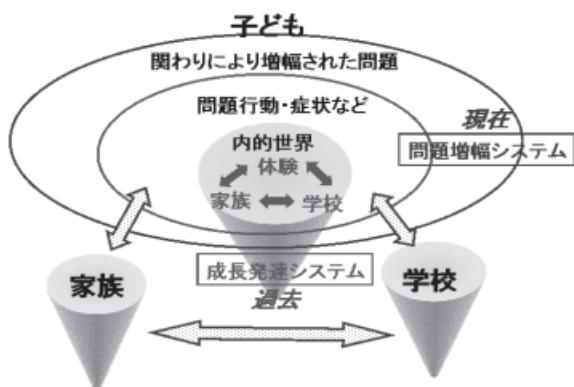 子ども
関わりにより増幅された問題
問題行動・症状など
現在
問題増幅システム
内的世界
体験
家族
学校
成長発達システム
過去
家族
学校